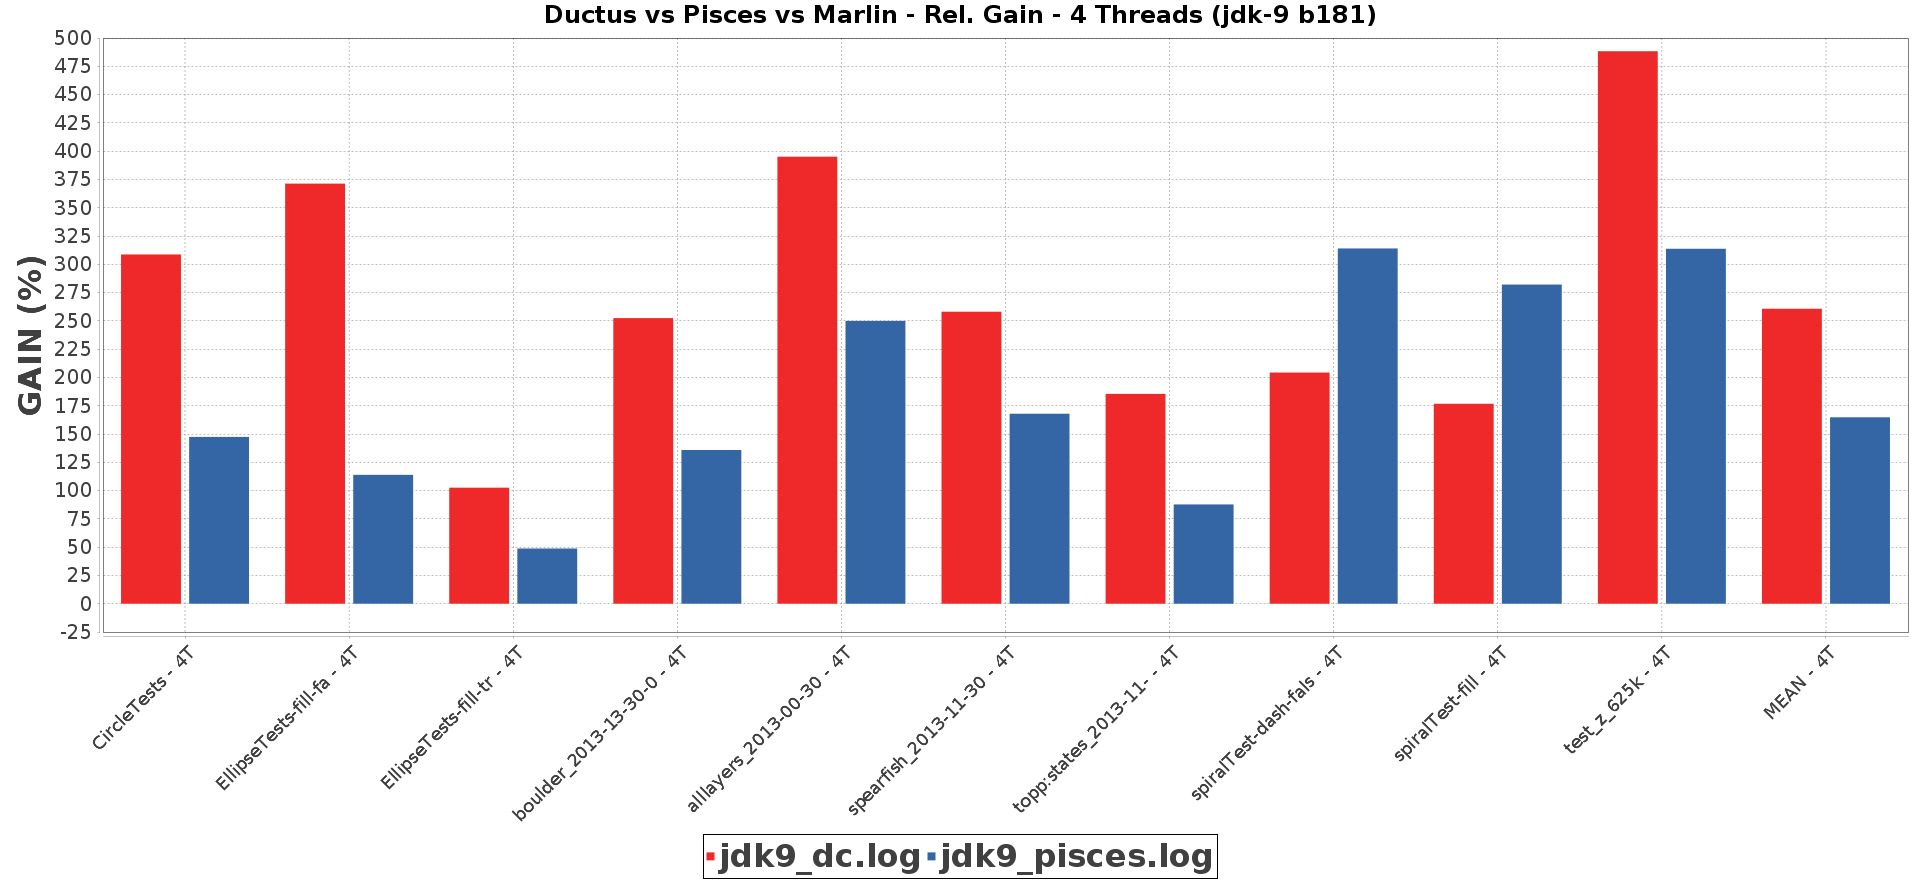 Ductus vs Pisces vs Marlin - Rel. Gain - 4 Threads (jdk-9 b181)
GAIN (%)
500
475
450
425
400
375
350
325
300
275
250
225
200
175
150
125
100
75
50
25
0
-25
CircleTests - 4T
EllipseTests-fill-fa - 4T
EllipseTests-fill-tr - 4T
boulder_2013-13-30-0 - 4T
alllayers_2013-00-30 - 4T
spearfish_2013-11-30 - 4T
topp:states_2013-11- - 4T
spiralTest-dash-fals - 4T
spiralTest-fill - 4T
test_z_625k - 4T
MEAN - 4T
jdk9_dc.log jdk9_pisces.log